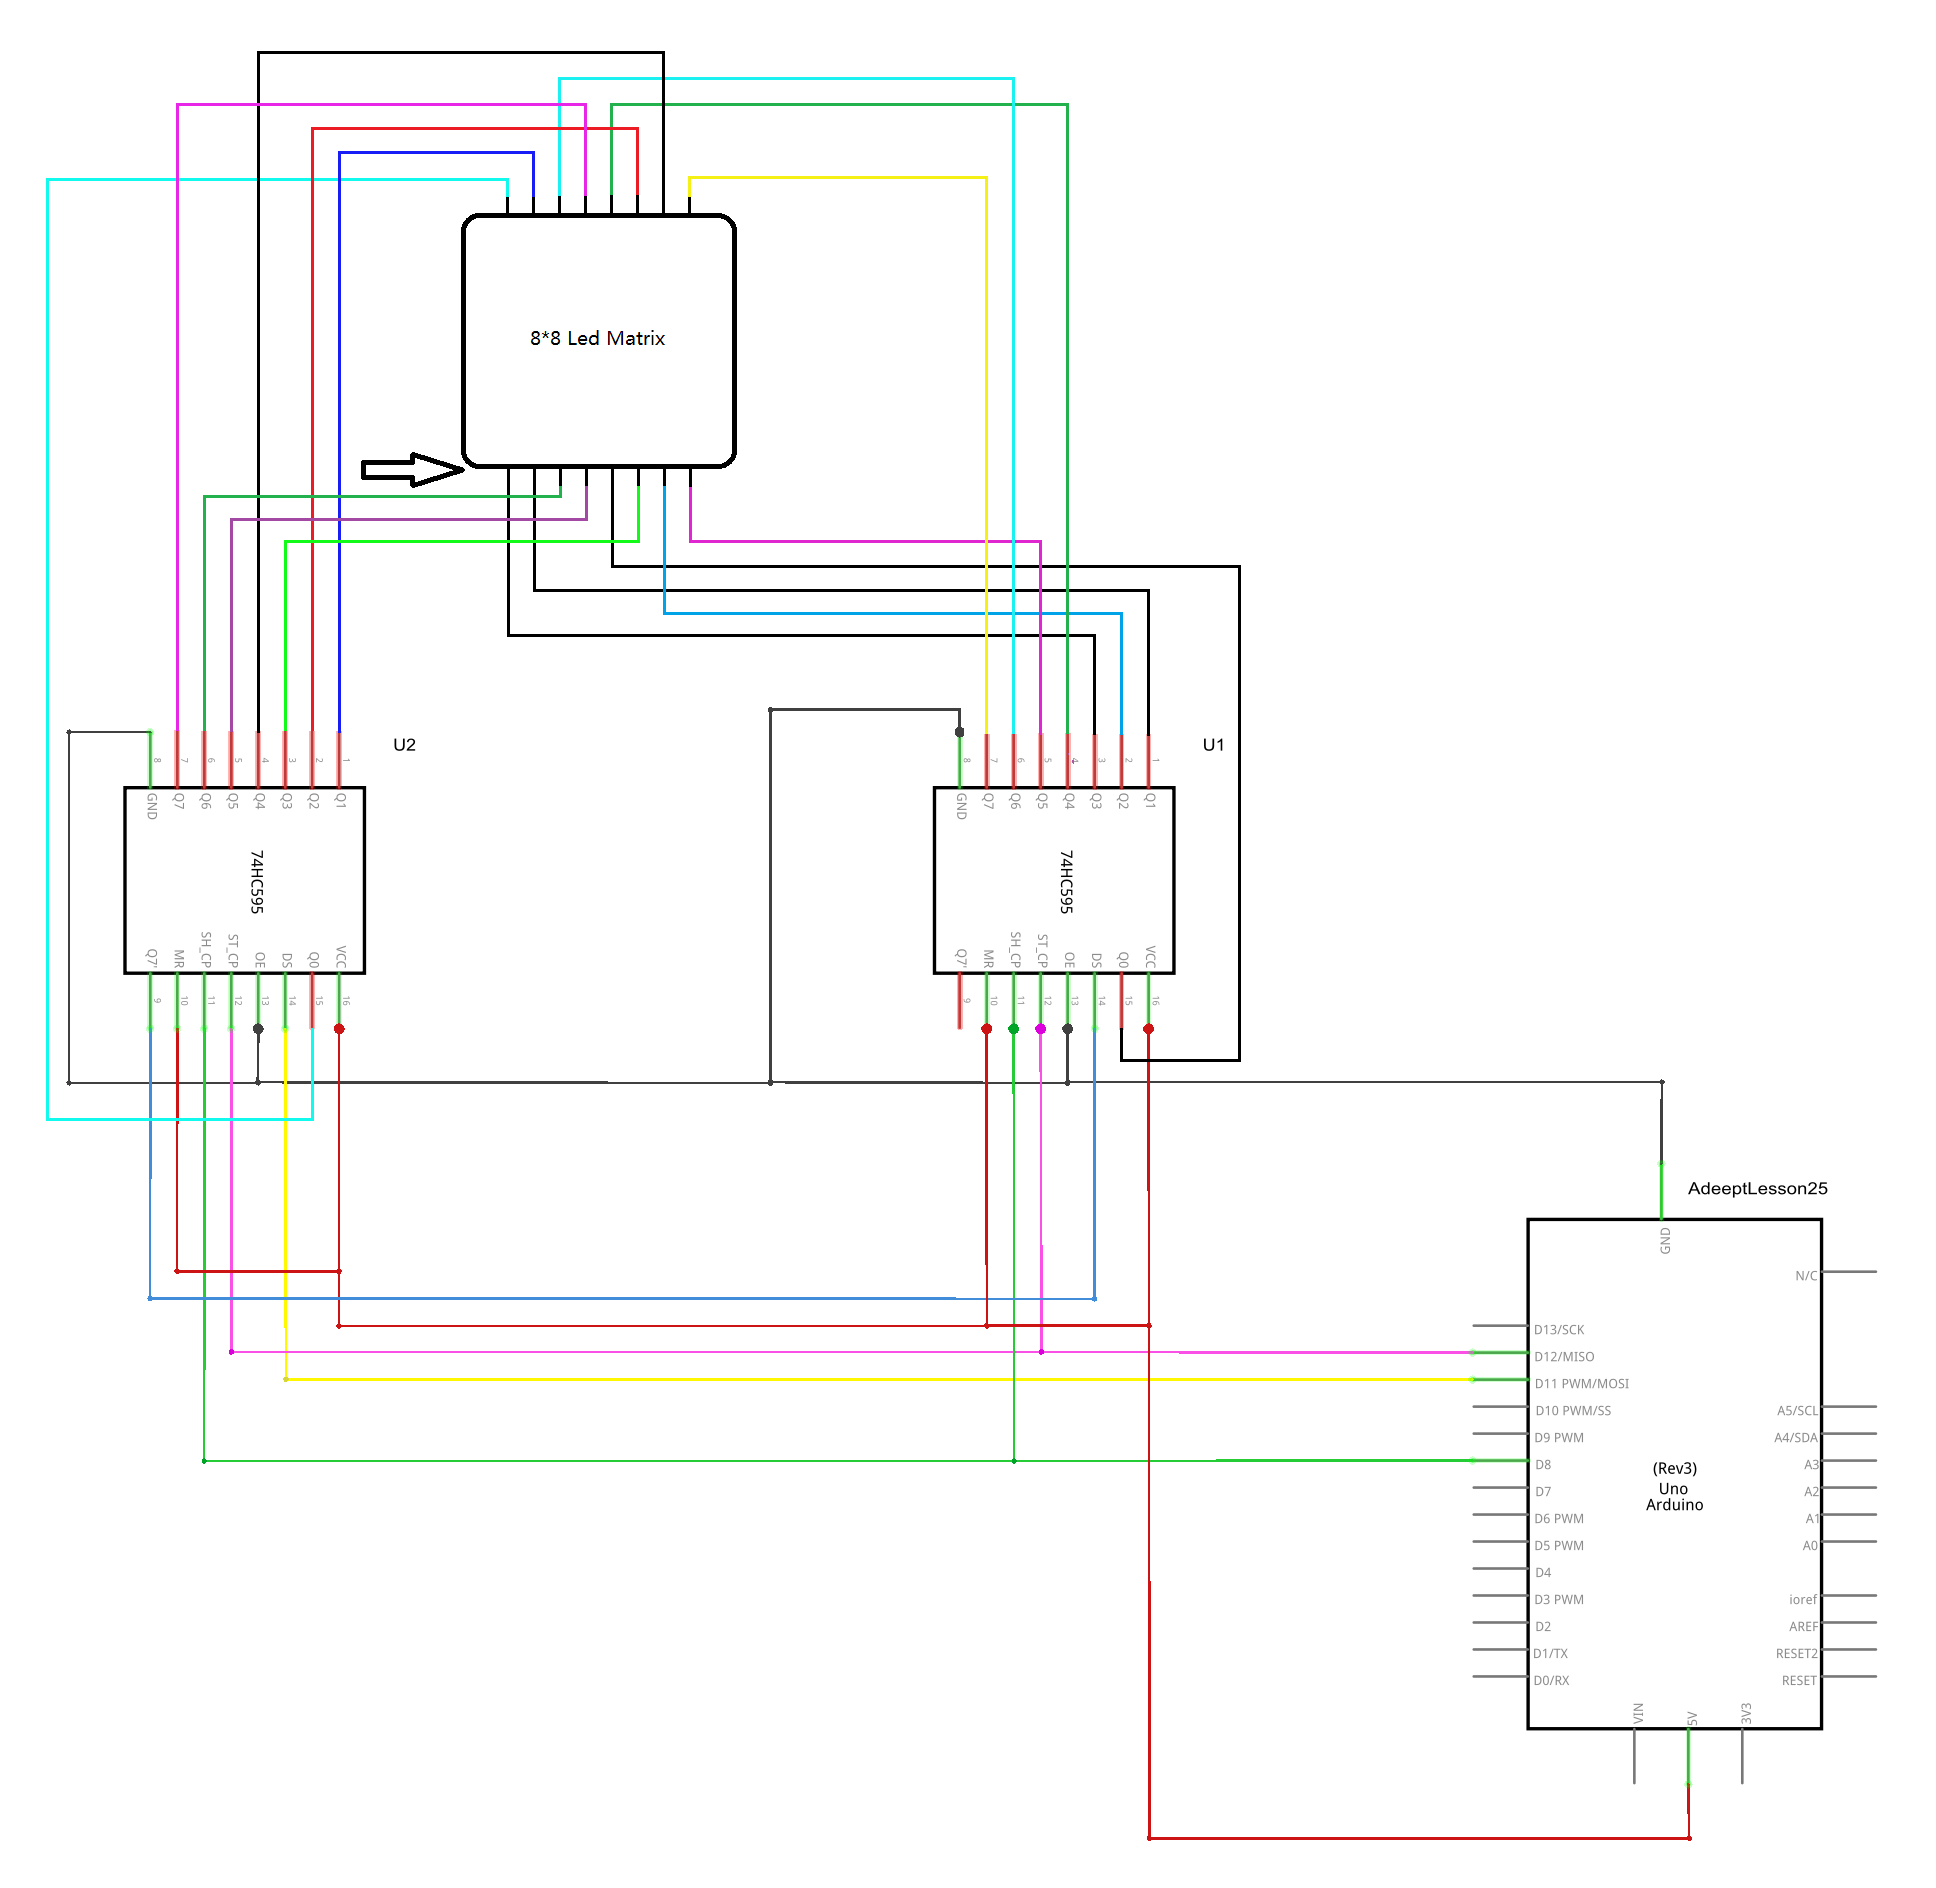 8*8 Led Matrix
U2
U1
8
7
6
5
4
3
2
1
GND
Q7
Q6
Q5
Q4
Q3
Q2
Q1
74HC595
Q7'
MR
SH_CP
ST_CP
OE
DS
Q0
VCC
9
10
11
12
13
14
15
16
8
7
6
5
4
3
2
1
GND
Q7
Q6
Q5
Q4
Q3
Q2
Q1
74HC595
Q7'
MR
SH_CP
ST_CP
OE
DS
Q0
VCC
9
10
11
12
13
14
15
16
AdeeptLesson25
GND
N/C
D13/SCK
D12/MISO
D11 PWM/MOSI
D10 PWM/SS
A5/SCL
D9 PWM
A4/SDA
D8
A3
D7
A2
D6 PWM
A1
D5 PWM
A0
D4
D3 PWM
ioref
D2
AREF
D1/TX
RESET2
D0/RX
RESET
(Rev3)
Uno
Arduino
VIN
5V
3V3